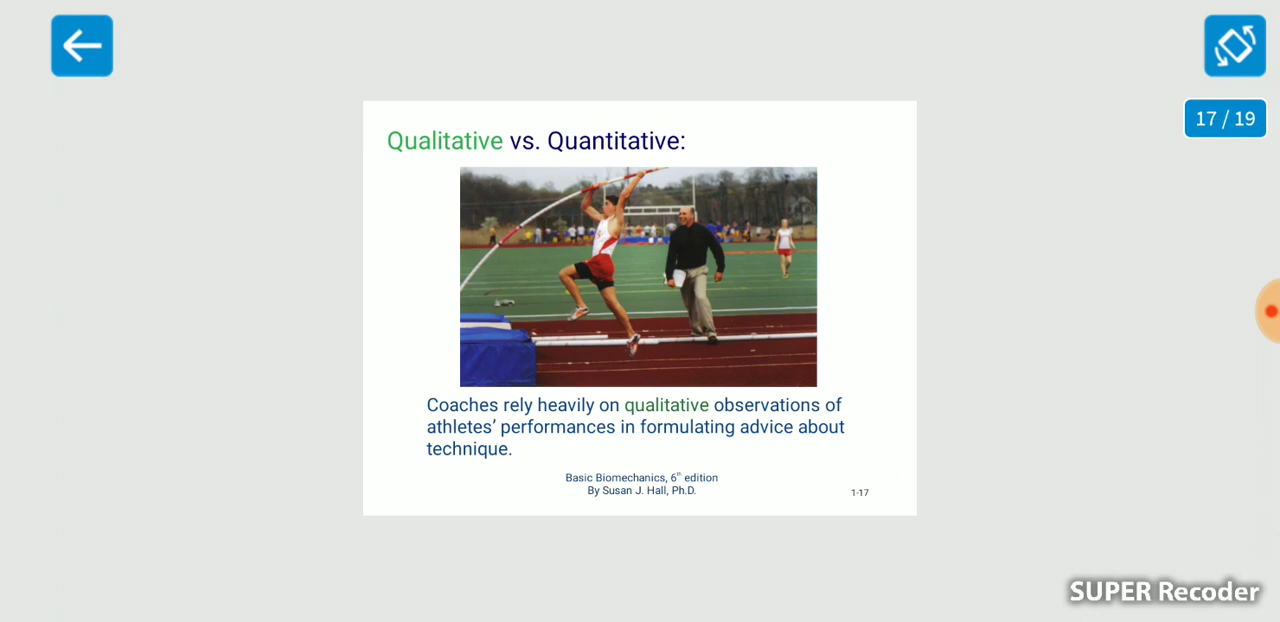 17 / 19
Qualitative vs. Quantitative:
Coaches rely heavily on qualitative observations of
athletes’ performances in formulating advice about
technique.
Basic Biomechanics, 6th edition
By Susan J. Hall, Ph.D.
1-17
SUPER Recoder